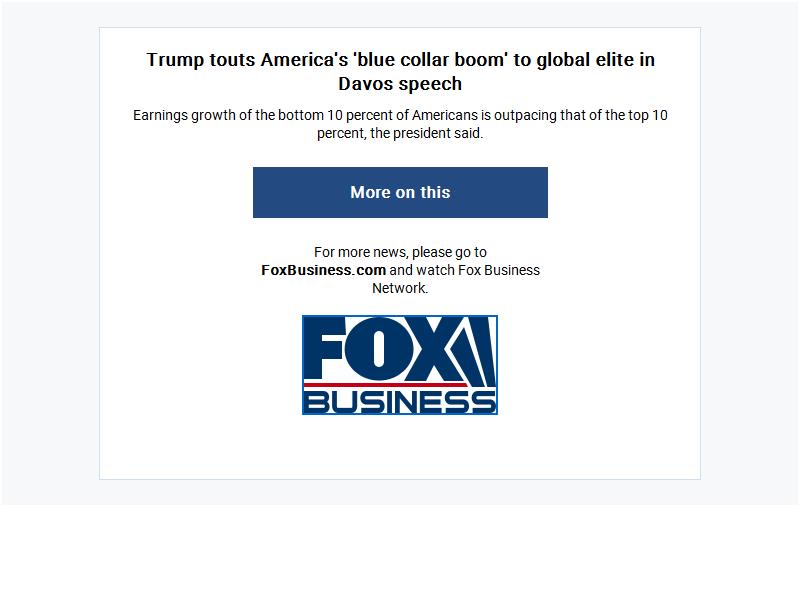 Trump touts America's 'blue collar boom' to global elite in
Davos speech
Earnings growth of the bottom 10 percent of Americans is outpacing that of the top 10
percent, the president said.
More on this
For more news, please go to
FoxBusiness.com and watch Fox Business
Network.
FOX
BUSINESS